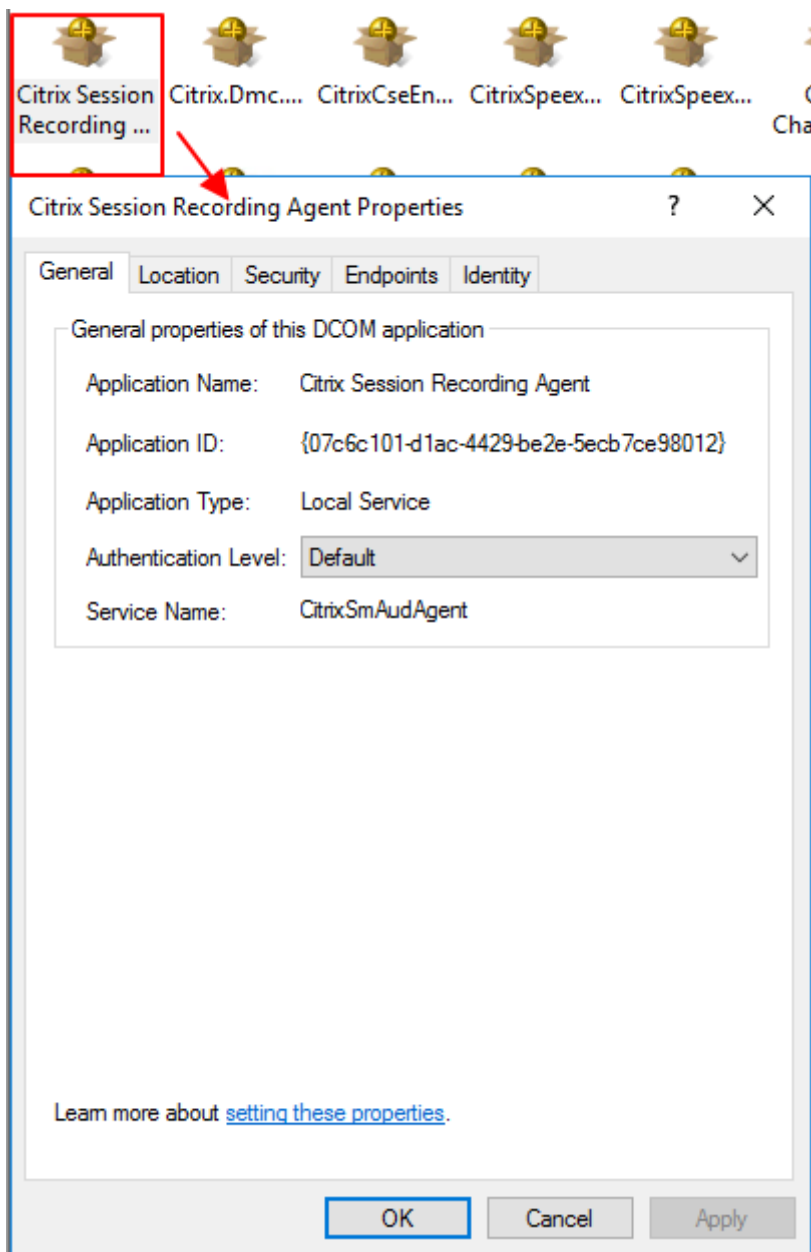 Citrix Session Recording ...
Citrix.Dmc....
CitrixCseEn...
CitrixSpeex...
CitrixSpeex...
Citrix Session Recording Agent Properties
?
General
Location
Security
Endpoints
Identity
General properties of this DCOM application
Application Name: Citrix Session Recording Agent
Application ID: {07c6c101-d1ac-4429-be2e-5ecb7ce98012}
Application Type: Local Service
Authentication Level: Default
Service Name: CitrixSmAudAgent
Learn more about setting these properties.
OK
Cancel
Apply